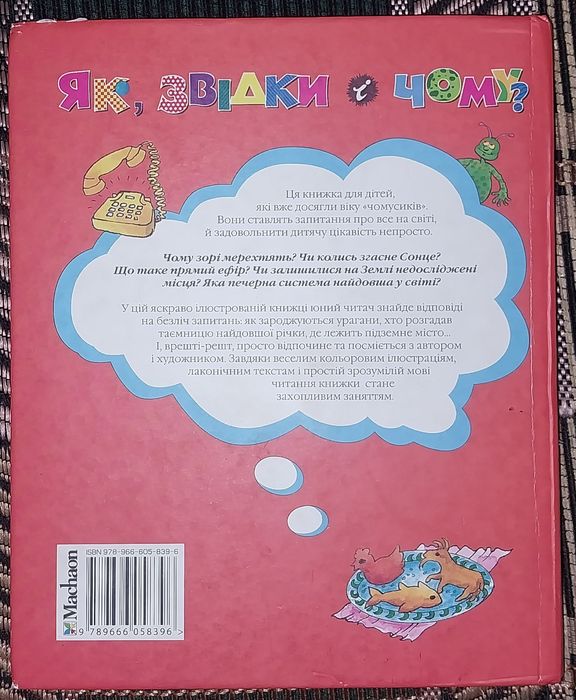 ЯК, ЗВІДКИ і ЧОМУ?
Ця книжка для дітей,
які вже досягли віку «чомусиків».
Вони ставлять запитання про все на світі,
й задовольнити дитячу цікавість непросто.
Чому зорі мерехтять? Чи колись згасне Сонце?
Що таке прямий ефір? Чи залишилися на Землі недосліджені
місця? Яка печерна система найдовша у світі?
У цій яскраво ілюстрованій книжці юний читач знайде відповіді
на безліч запитань: як зароджуються урагани, хто розгадав
таємницю найдовшої річки, де лежить підземне місто...
І, врешті-решт, просто відпочине та посміється з автором
і художником. Завдяки веселим кольоровим ілюстраціям,
лаконічним текстам і простій зрозумілій мові
читання книжки стане
захопливим заняттям.
ISBN 978-966-605-839-6
9 789666 058396 >
Machaon